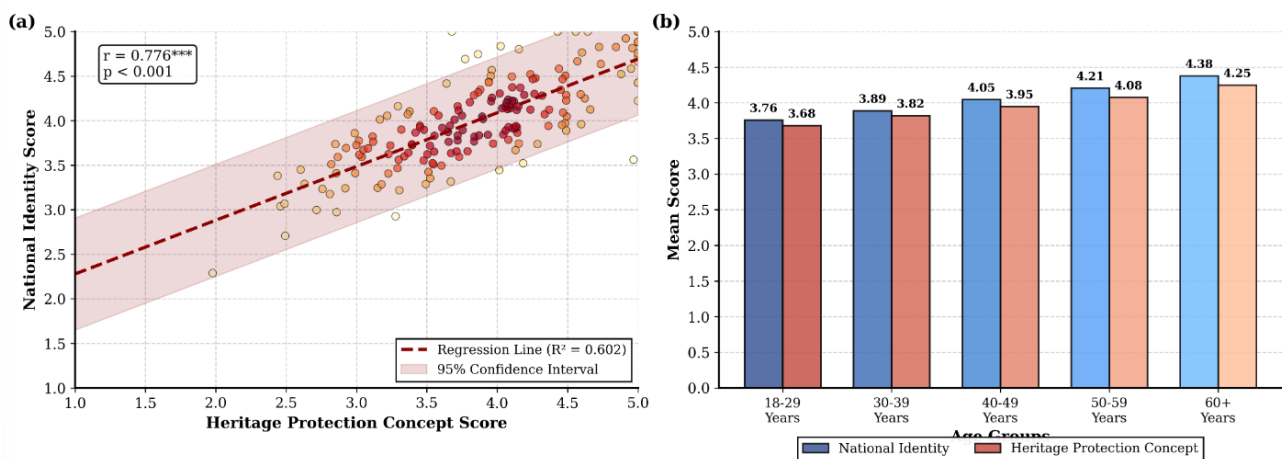 (a)
r = 0.776***
p < 0.001
National Identity Score
5.0
4.5
4.0
3.5
3.0
2.5
2.0
1.5
1.0
Regression Line (R² = 0.602)
95% Confidence Interval
1.0 1.5 2.0 2.5 3.0 3.5 4.0 4.5 5.0
Heritage Protection Concept Score
(b)
Mean Score
5.0
4.5
4.0
3.5
3.0
2.5
2.0
1.5
1.0
0.5
0.0
3.76 3.68 3.89 3.82 4.05 3.95 4.21 4.08 4.38 4.25
18-29 30-39 40-49 50-59 60+
Years Years Years Years Years
Age Groups
National Identity Heritage Protection Concept